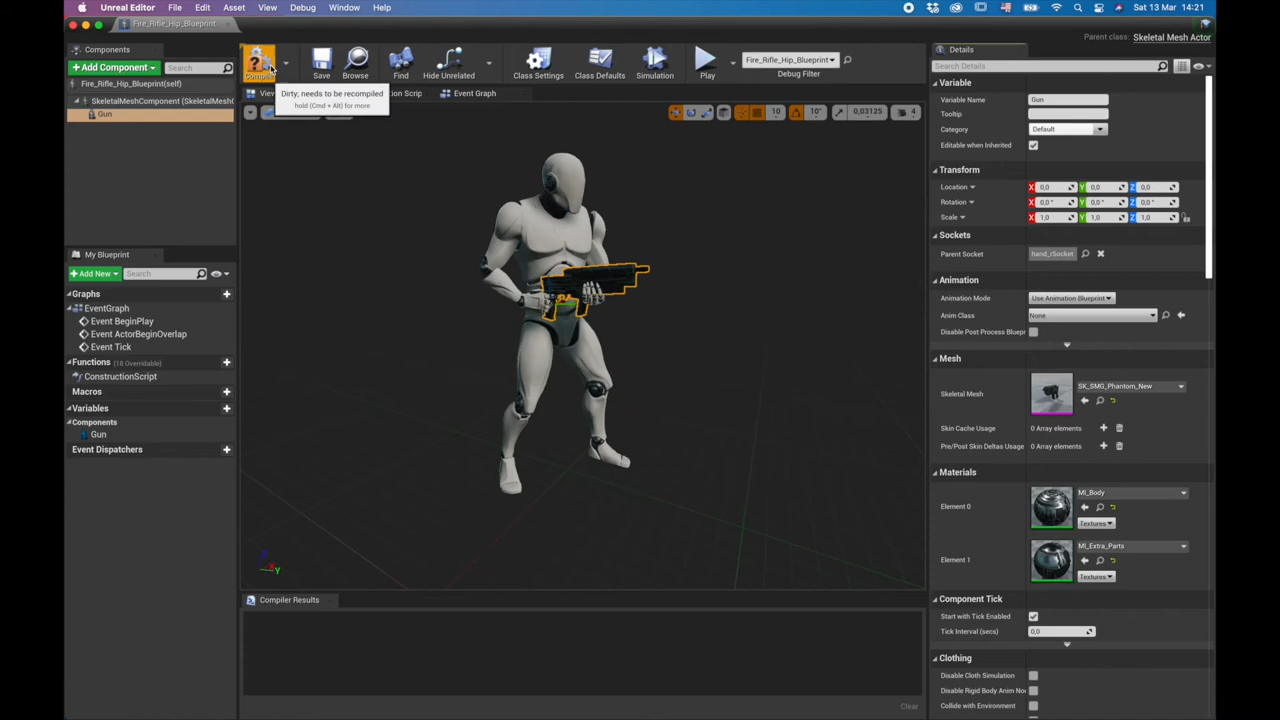 Unreal Editor File Edit Asset View Debug Window Help
Sat 13 Mar 14:21
Fire_Rifle_Hip_Blueprint
Parent class: Skeletal Mesh Actor
Components
+ Add Component
Search
Fire_Rifle_Hip_Blueprint(self)
SkeletalMeshComponent (SkeletalMeshC
Gun
Save
Browse
Find
Hide Unrelated
Class Settings
Class Defaults
Simulation
Play
Fire_Rifle_Hip_Blueprint
Debug Filter
Dirty; needs to be recompiled
hold (Cmd + Alt) for more
Event Graph
10
10°
0,03125
4
My Blueprint
+ Add New
Search
Graphs
EventGraph
Event BeginPlay
Event ActorBeginOverlap
Event Tick
Functions (18 Overridable)
ConstructionScript
Macros
Variables
Components
Gun
Event Dispatchers
X
Y
Compiler Results
Clear
Details
Search Details
Variable
Variable Name Gun
Tooltip
Category Default
Editable when Inherited
Transform
Location X 0,0 Y 0,0 Z 0,0
Rotation X 0,0 ° Y 0,0 ° Z 0,0 °
Scale X 1,0 Y 1,0 Z 1,0
Sockets
Parent Socket hand_rSocket
Animation
Animation Mode Use Animation Blueprint
Anim Class None
Disable Post Process Bluepr
Mesh
Skeletal Mesh SK_SMG_Phantom_New
Skin Cache Usage 0 Array elements
Pre/Post Skin Deltas Usage 0 Array elements
Materials
Element 0 MI_Body
Textures
Element 1 MI_Extra_Parts
Textures
Component Tick
Start with Tick Enabled
Tick Interval (secs) 0,0
Clothing
Disable Cloth Simulation
Disable Rigid Body Anim No
Collide with Environment